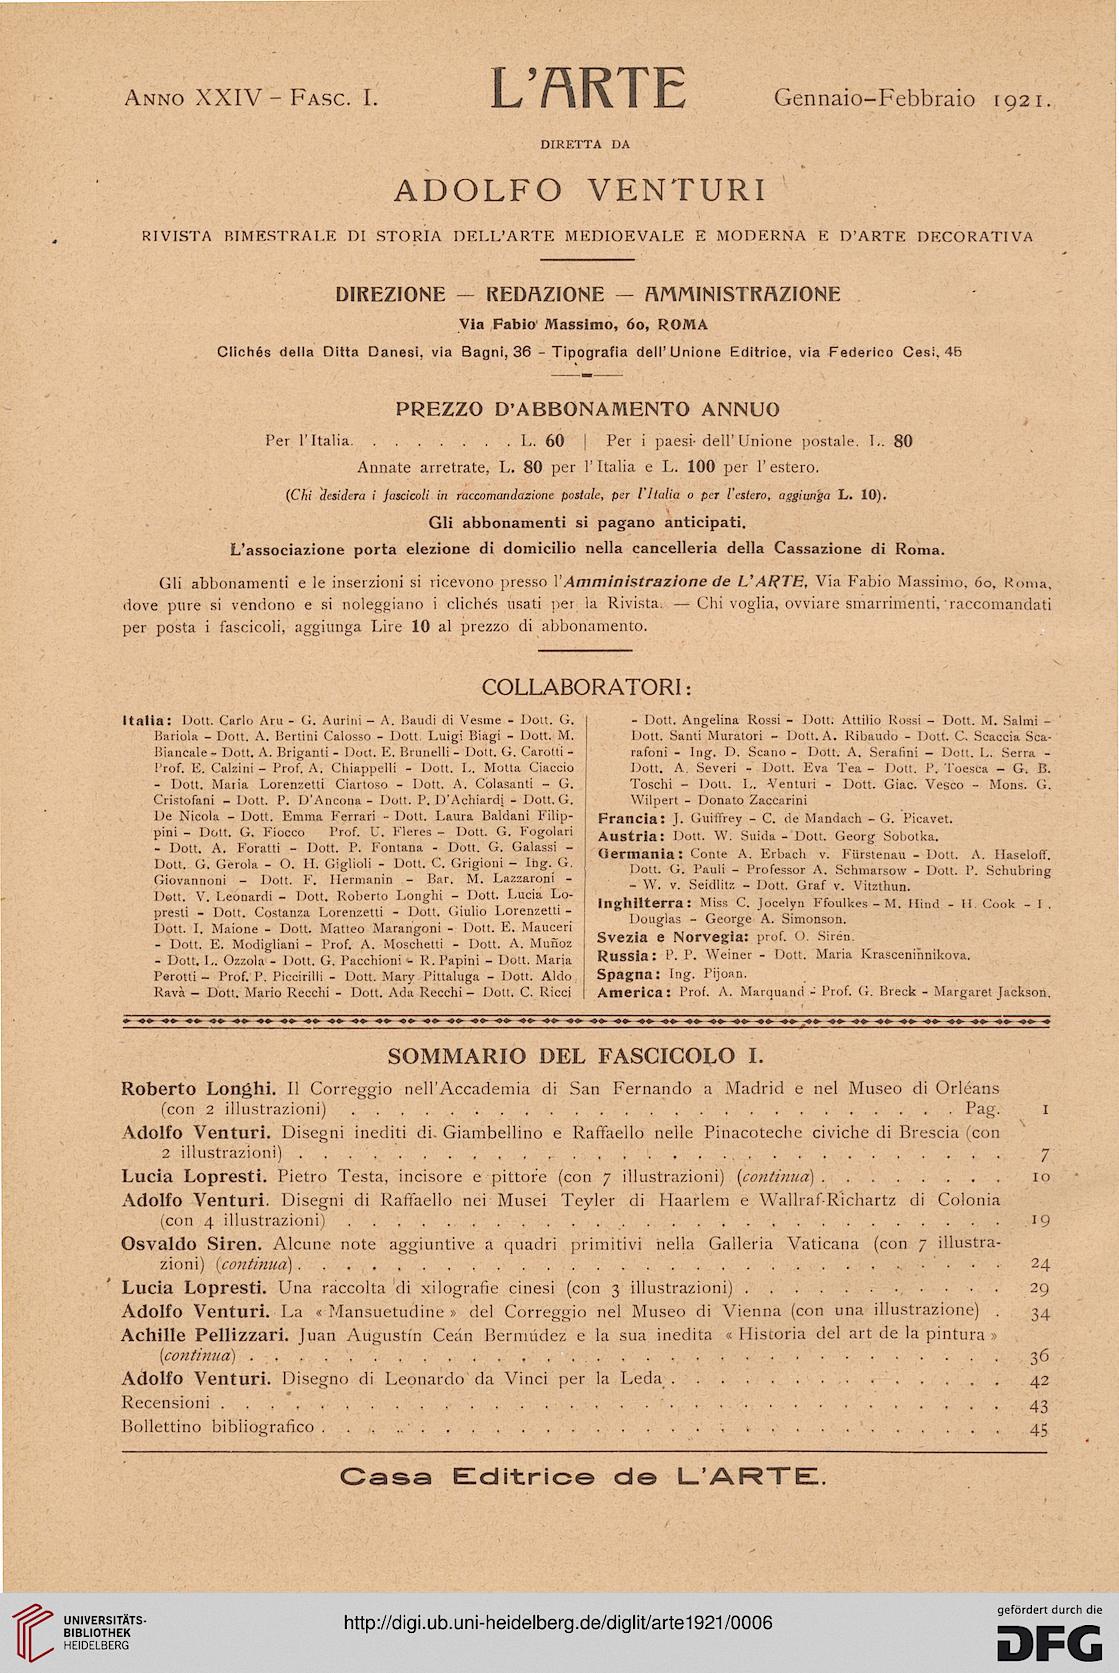 ANNO XXIV – FASC. I.
L'ARTE
Gennaio–Febbraio 1921.
DIRETTA DA
ADOLFO VENTURI
RIVISTA BIMESTRALE DI STORIA DELL'ARTE MEDIOEVALE E MODERNA E D'ARTE DECORATIVA
DIREZIONE — REDAZIONE — AMMINISTRAZIONE
Via Fabio Massimo, 60, ROMA
Clichés della Ditta Danesi, via Bagni, 36 – Tipografia dell'Unione Editrice, via Federico Cesi, 45
PREZZO D'ABBONAMENTO ANNUO
Per l'Italia. . . . . . . . L. 60 | Per i paesi dell'Unione postale. L. 80
Annate arretrate, L. 80 per l'Italia e L. 100 per l'estero.
(Chi desidera i fascicoli in raccomandazione postale, per l'Italia o per l'estero, aggiunga L. 10).
Gli abbonamenti si pagano anticipati.
L'associazione porta elezione di domicilio nella cancelleria della Cassazione di Roma.
Gli abbonamenti e le inserzioni si ricevono presso l'Amministrazione de L'ARTE, Via Fabio Massimo, 60, Roma,
dove pure si vendono e si noleggiano i clichés usati per la Rivista. — Chi voglia, ovviare smarrimenti, raccomandati
per posta i fascicoli, aggiunga Lire 10 al prezzo di abbonamento.
COLLABORATORI:
Italia: Dott. Carlo Aru - G. Aurini – A. Baudi di Vesme - Dott. G.
Bariola – Dott. A. Bertini Calosso - Dott. Luigi Biagi - Dott. M.
Biancale - Dott. A. Briganti - Dott. E. Brunelli - Dott. G. Carotti -
Prof. E. Calzini – Prof. A. Chiappelli - Dott. L. Motta Ciaccio
- Dott. Maria Lorenzetti Ciartoso - Dott. A. Colasanti – G.
Cristofani – Dott. P. D'Ancona - Dott. P. D'Achiardi - Dott. G.
De Nicola – Dott. Emma Ferrari - Dott. Laura Baldani Filip-
pini – Dott. G. Fiocco Prof. U. Fleres – Dott. G. Fogolari
- Dott. A. Foratti – Dott. P. Fontana - Dott. G. Galassi –
Dott. G. Gerola - O. H. Giglioli - Dott. C. Grigioni – Ing. G.
Giovannoni – Dott. F. Hermanin – Bar. M. Lazzaroni -
Dott. V. Leonardi – Dott. Roberto Longhi – Dott. Lucia Lo-
presti - Dott. Costanza Lorenzetti - Dott. Giulio Lorenzetti -
Dott. I. Maione - Dott. Matteo Marangoni - Dott. E. Mauceri
- Dott. E. Modigliani - Prof. A. Moschetti - Dott. A. Muñoz
- Dott. L. Ozzola - Dott. G. Pacchioni - R. Papini - Dott. Maria
Perotti – Prof. P. Piccirilli - Dott. Mary Pittaluga - Dott. Aldo
Ravà – Dott. Mario Recchi - Dott. Ada Recchi – Dott. C. Ricci
- Dott. Angelina Rossi - Dott. Attilio Rossi – Dott. M. Salmi –
Dott. Santi Muratori – Dott. A. Ribaudo - Dott. C. Scaccia Sca-
rafoni - Ing. D. Scano - Dott. A. Serafini – Dott. L. Serra -
Dott. A. Severi - Dott. Eva Tea – Dott. P. Toesca – G. B.
Toschi – Dott. L. Venturi - Dott. Giac. Vesco - Mons. G.
Wilpert - Donato Zaccarini
Francia: J. Guiffrey - C. de Mandach - G. Picavet.
Austria: Dott. W. Suida - Dott. Georg Sobotka.
Germania: Conte A. Erbach v. Fürstenau - Dott. A. Haseloff.
Dott. G. Pauli – Professor A. Schmarsow - Dott. P. Schubring
- W. v. Seidlitz - Dott. Graf v. Vitzthun.
Inghilterra: Miss C. Jocelyn Ffoulkes - M. Hind - H. Cook -
Douglas - George A. Simonson.
Svezia e Norvegia: prof. O. Sirén.
Russia: P. P. Weiner - Dott. Maria Krasceninnikova.
Spagna: Ing. Pijoan.
America: Prof. A. Marquand - Prof. G. Breck - Margaret Jackson.
SOMMARIO DEL FASCICOLO I.
Roberto Longhi. Il Correggio nell'Accademia di San Fernando a Madrid e nel Museo di Orléans
(con 2 illustrazioni) . . . . . . . . . . Pag. 1
Adolfo Venturi. Disegni inediti di Giambellino e Raffaello nelle Pinacoteche civiche di Brescia (con
2 illustrazioni) . . . . . . . . . . 7
Lucia Lopresti. Pietro Testa, incisore e pittore (con 7 illustrazioni) (continua) . . . . . . . . 10
Adolfo Venturi. Disegni di Raffaello nei Musei Teyler di Haarlem e Wallraf-Richartz di Colonia
(con 4 illustrazioni) . . . . . . . . . . 19
Osvaldo Siren. Alcune note aggiuntive a quadri primitivi nella Galleria Vaticana (con 7 illustra-
zioni) (continua) . . . . . . . . . . 24
Lucia Lopresti. Una raccolta di xilografie cinesi (con 3 illustrazioni) . . . . . . . . . . 29
Adolfo Venturi. La « Mansuetudine » del Correggio nel Museo di Vienna (con una illustrazione) . 34
Achille Pellizzari. Juan Augustín Ceán Bermúdez e la sua inedita « Historia del art de la pintura »
(continua) . . . . . . . . . . 36
Adolfo Venturi. Disegno di Leonardo da Vinci per la Leda . . . . . . . . . . 42
Recensioni . . . . . . . . . . 43
Bollettino bibliografico . . . . . . . . . . 45
Casa Editrice de L'ARTE.
UNIVERSITÄTS-
BIBLIOTHEK
HEIDELBERG
http://digi.ub.uni-heidelberg.de/diglit/arte1921/0006
gefördert durch die
DFG